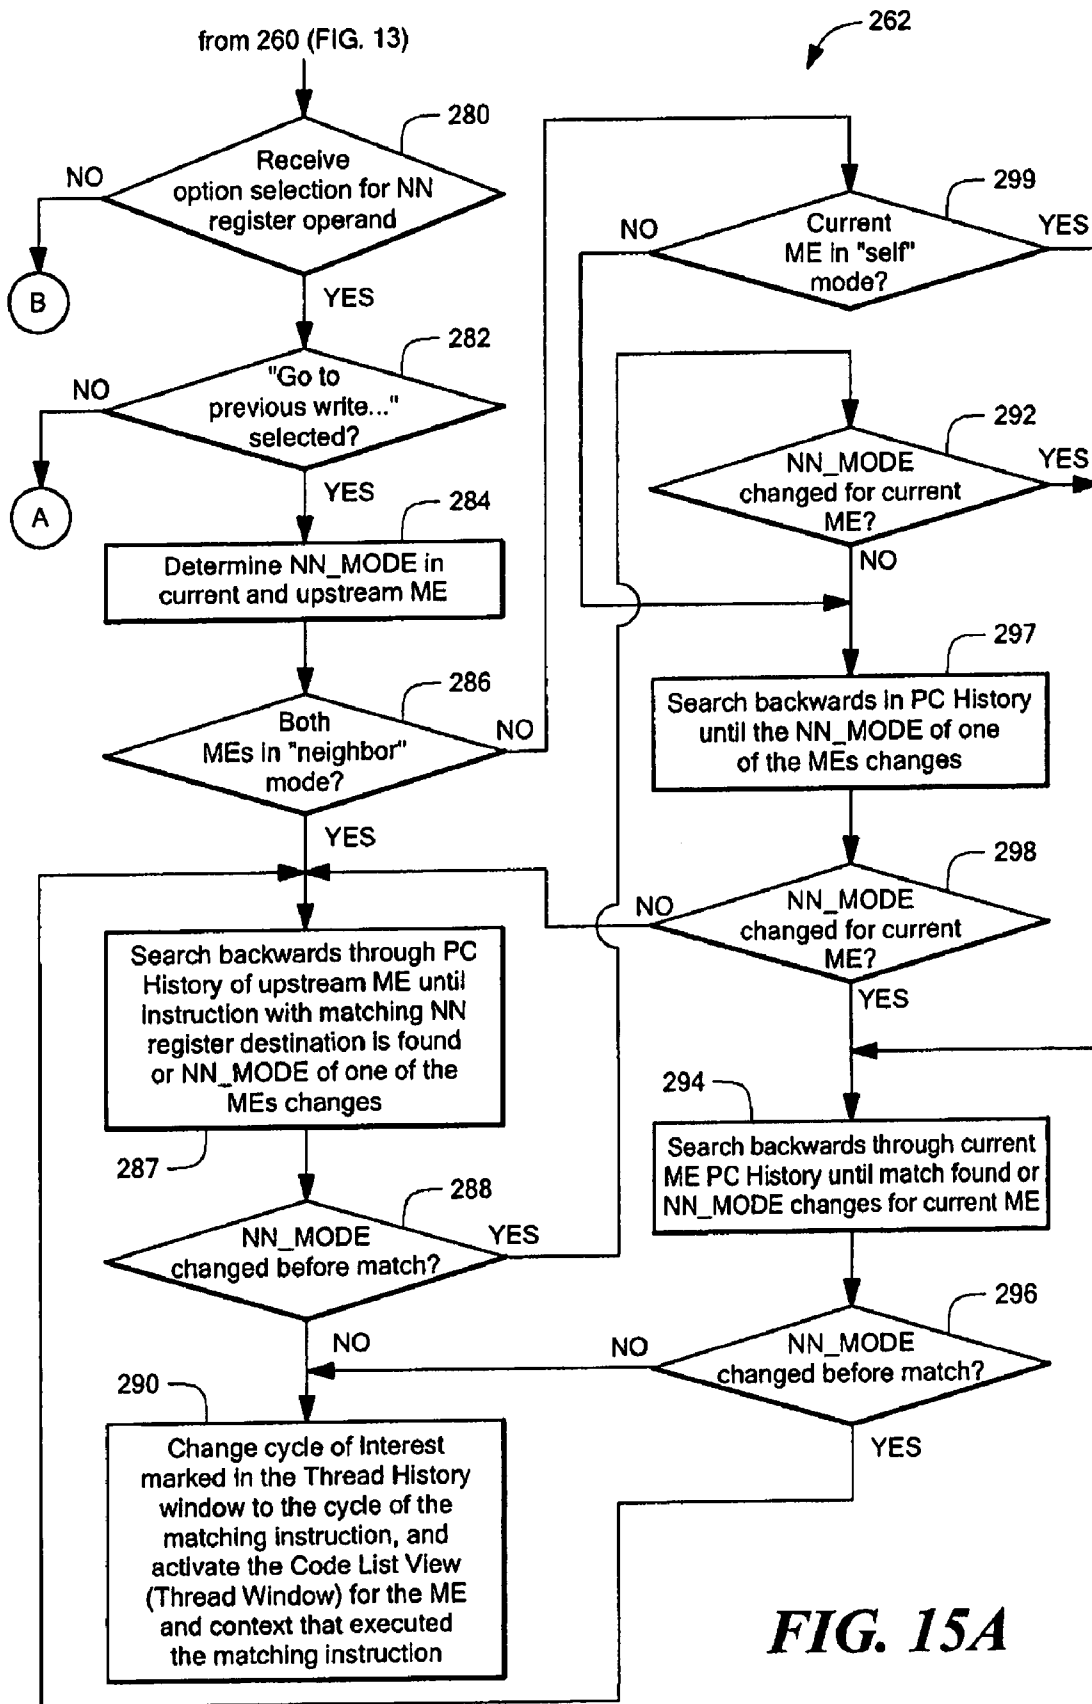 from 260 (FIG. 13)
262
280
Receive
option selection for NN
register operand
NO
B
YES
282
"Go to
previous write..."
selected?
NO
A
YES
284
Determine NN_MODE in
current and upstream ME
286
Both
MEs in "neighbor"
mode?
NO
YES
Search backwards through PC
History of upstream ME until
instruction with matching NN
register destination is found
or NN_MODE of one of the
MEs changes
287
288
NN_MODE
changed before match?
YES
NO
290
Change cycle of interest
marked in the Thread History
window to the cycle of the
matching instruction, and
activate the Code List View
(Thread Window) for the ME
and context that executed
the matching instruction
299
Current
ME in "self"
mode?
NO
YES
292
NN_MODE
changed for current
ME?
YES
NO
297
Search backwards in PC History
until the NN_MODE of one
of the MEs changes
298
NN_MODE
changed for current
ME?
NO
YES
294
Search backwards through current
ME PC History until match found or
NN_MODE changes for current ME
296
NN_MODE
changed before match?
NO
YES
FIG. 15A